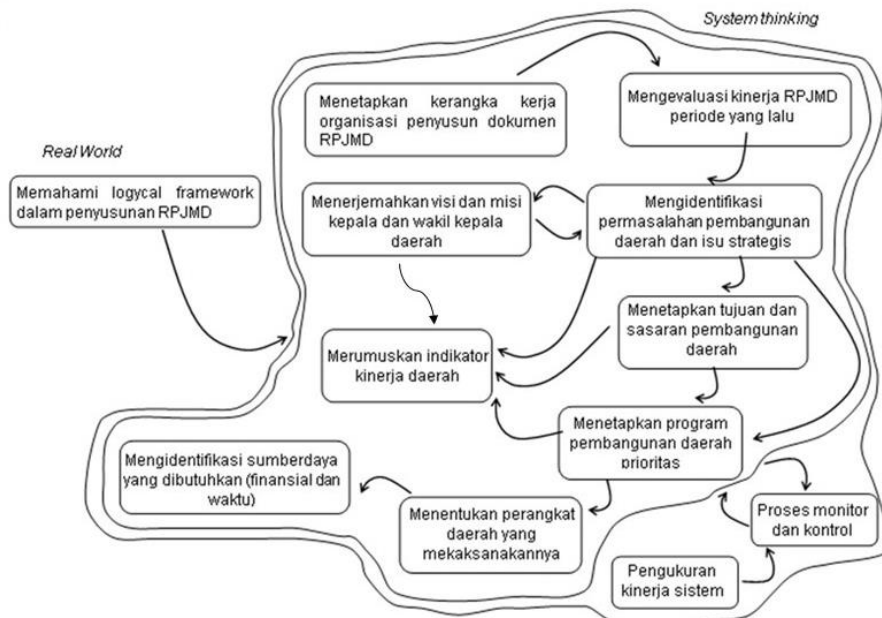 System thinking
Menetapkan kerangka kerja
organisasi penyusun dokumen
RPJMD
Mengevaluasi kinerja RPJMD
periode yang lalu
Real World
Memahami logycal framework
dalam penyusunan RPJMD
Menerjemahkan visi dan misi
kepala dan wakil kepala
daerah
Mengidentifikasi
permasalahan pembangunan
daerah dan isu strategis
Menetapkan tujuan dan
sasaran pembangunan
daerah
Merumuskan indikator
kinerja daerah
Menetapkan program
pembangunan daerah
prioritas
Mengidentifikasi sumberdaya
yang dibutuhkan (finansial dan
waktu)
Menentukan perangkat
daerah yang
mekaksanakannya
Proses monitor
dan kontrol
Pengukuran
kinerja sistem